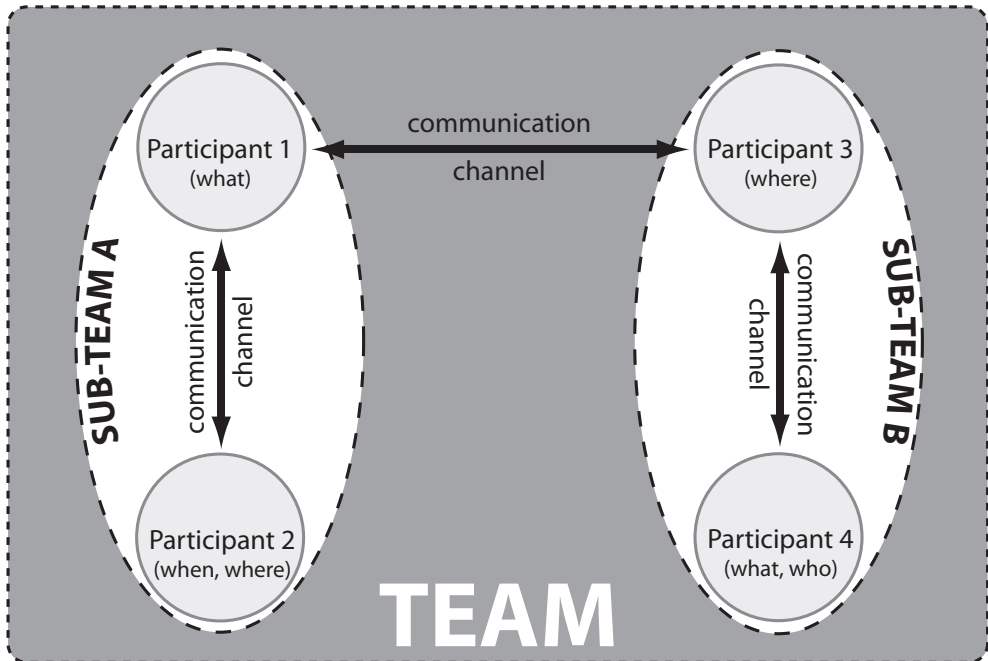 communication
channel
Participant 1
(what)
Participant 3
(where)
SUB-TEAM A
communication
channel
channel
communication
SUB-TEAM B
Participant 2
(when, where)
Participant 4
(what, who)
TEAM